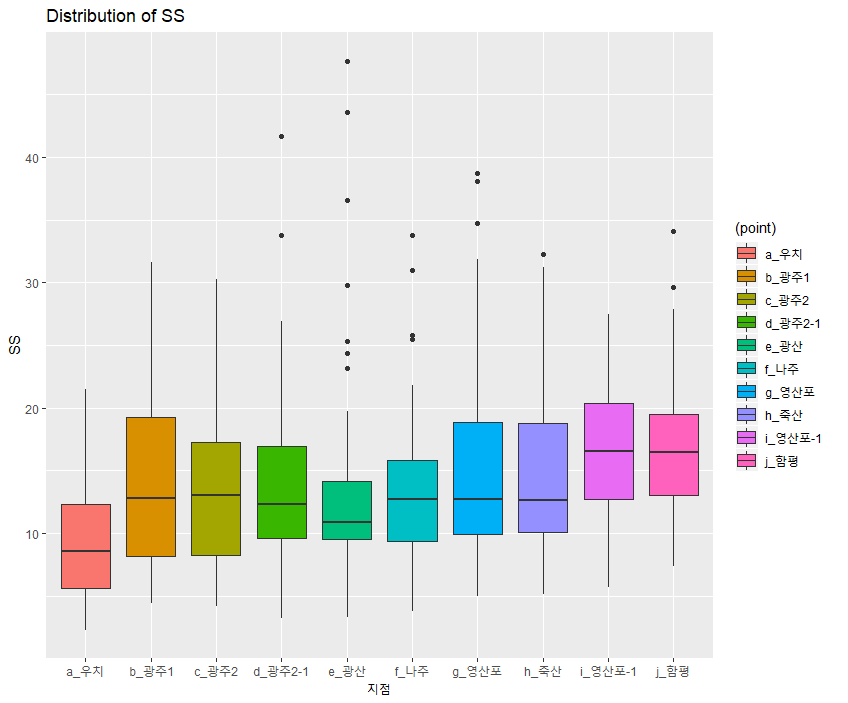 Distribution of SS
SS
40
30
20
10
a_우치
b_광주1
c_광주2
d_광주2-1
e_광산
f_나주
g_영산포
h_죽산
i_영산포-1
j_함평
지점
(point)
a_우치
b_광주1
c_광주2
d_광주2-1
e_광산
f_나주
g_영산포
h_죽산
i_영산포-1
j_함평